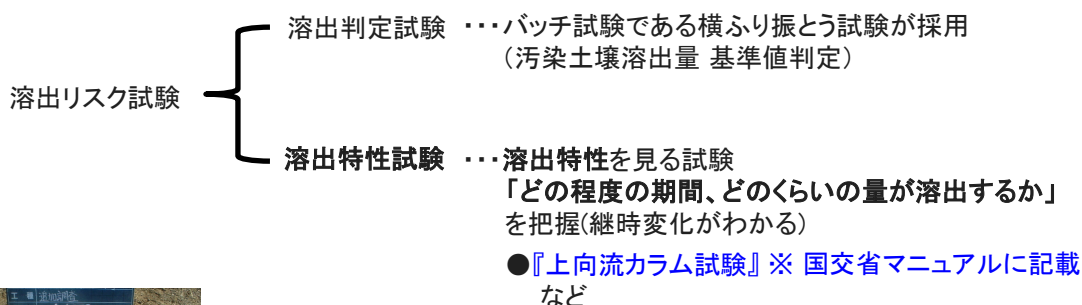 溶出判定試験 ･･･バッチ試験である横ふり振とう試験が採用
（汚染土壌溶出量 基準値判定）
溶出リスク試験
溶出特性試験 ･･･溶出特性を見る試験
「どの程度の期間、どのくらいの量が溶出するか」
を把握(継時変化がわかる)
●『上向流カラム試験』 ※ 国交省マニュアルに記載
など